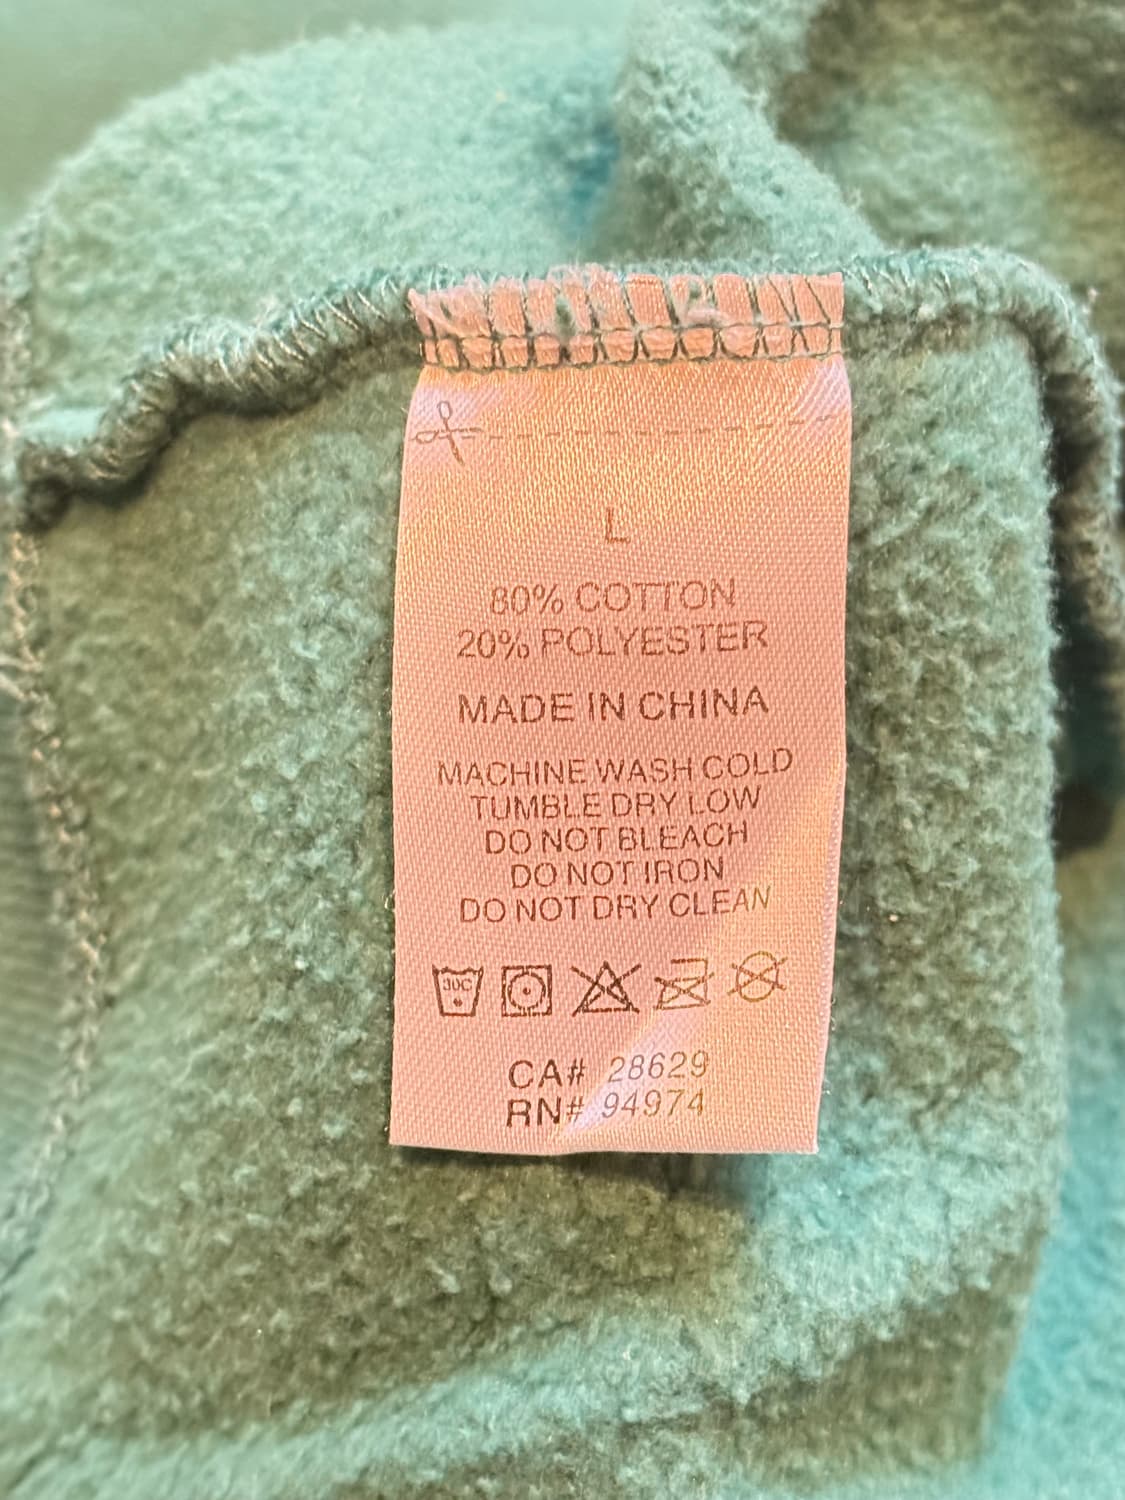 L
80% COTTON
20% POLYESTER
MADE IN CHINA
MACHINE WASH COLD
TUMBLE DRY LOW
DO NOT BLEACH
DO NOT IRON
DO NOT DRY CLEAN
30C
CA# 28629
RN# 94974